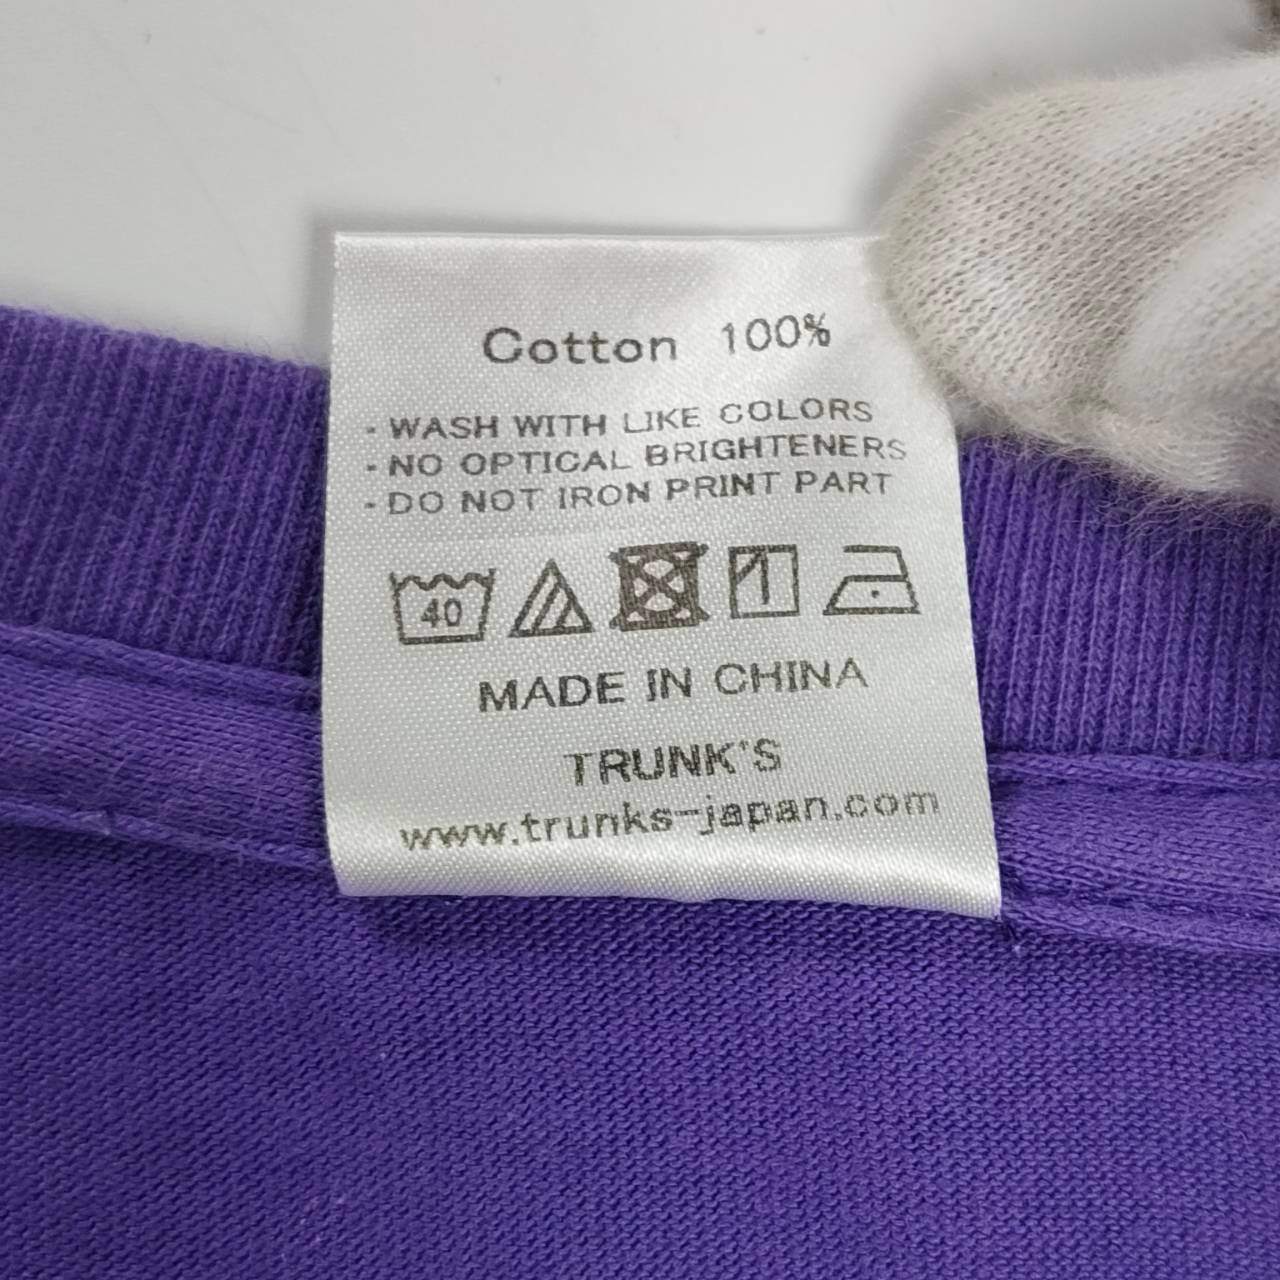 Cotton 100%
- WASH WITH LIKE COLORS
- NO OPTICAL BRIGHTENERS
- DO NOT IRON PRINT PART
40
MADE IN CHINA
TRUNK'S
www.trunks-japan.com